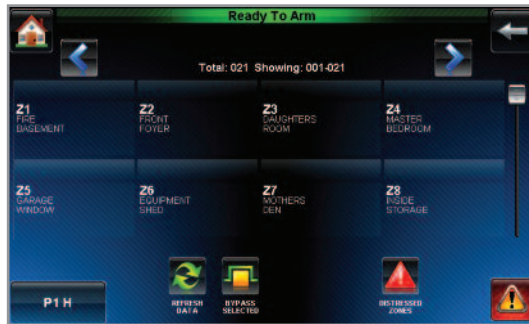 Ready To Arm
Total: 021 Showing: 001-021
Z1
FIRE
BASEMENT
Z2
FRONT
FOYER
Z3
DAUGHTERS
ROOM
Z4
MASTER
BEDROOM
Z5
GARAGE
WINDOW
Z6
EQUIPMENT
SHED
Z7
MOTHERS
DEN
Z8
INSIDE
STORAGE
P1 H
REFRESH
DATA
BYPASS
SELECTED
DISTRESSED
ZONES